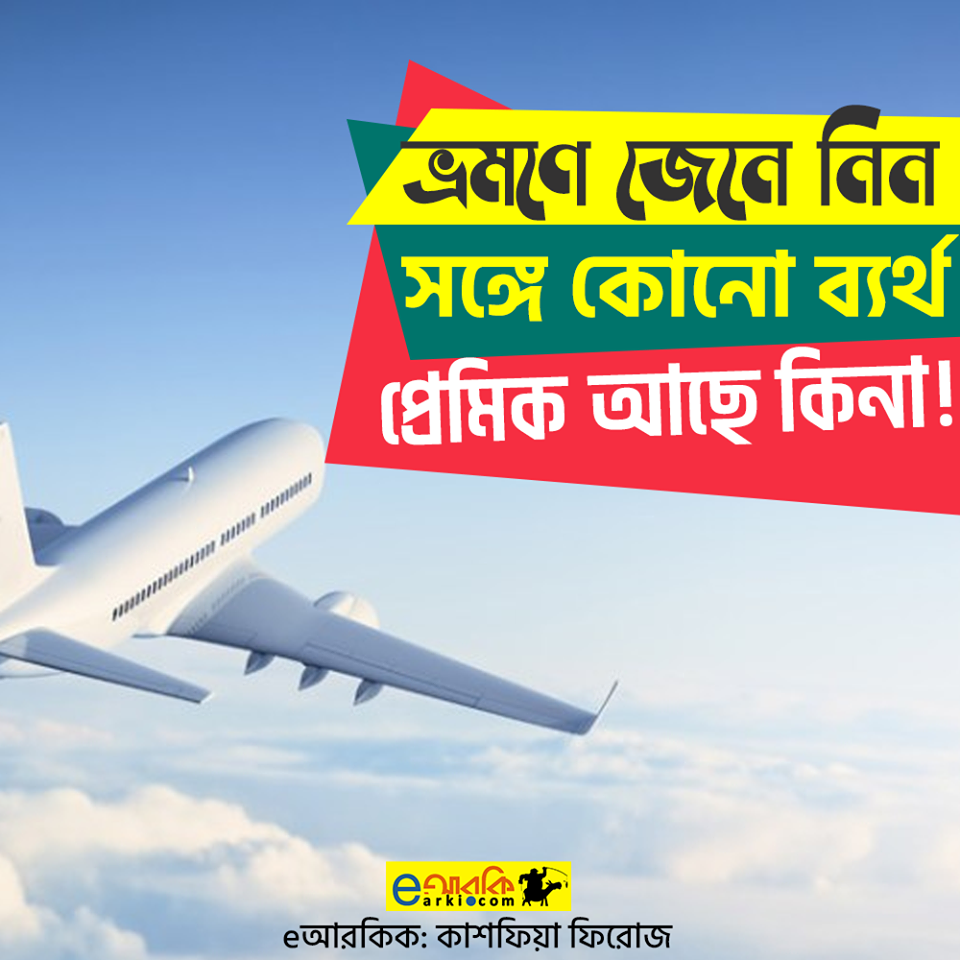 ভ্রমণে জেনে নিন
সঙ্গে কোনো ব্যর্থ
প্রেমিক আছে কিনা!
eআরকি
earki.com
eআরকিক: কাশফিয়া ফিরোজ